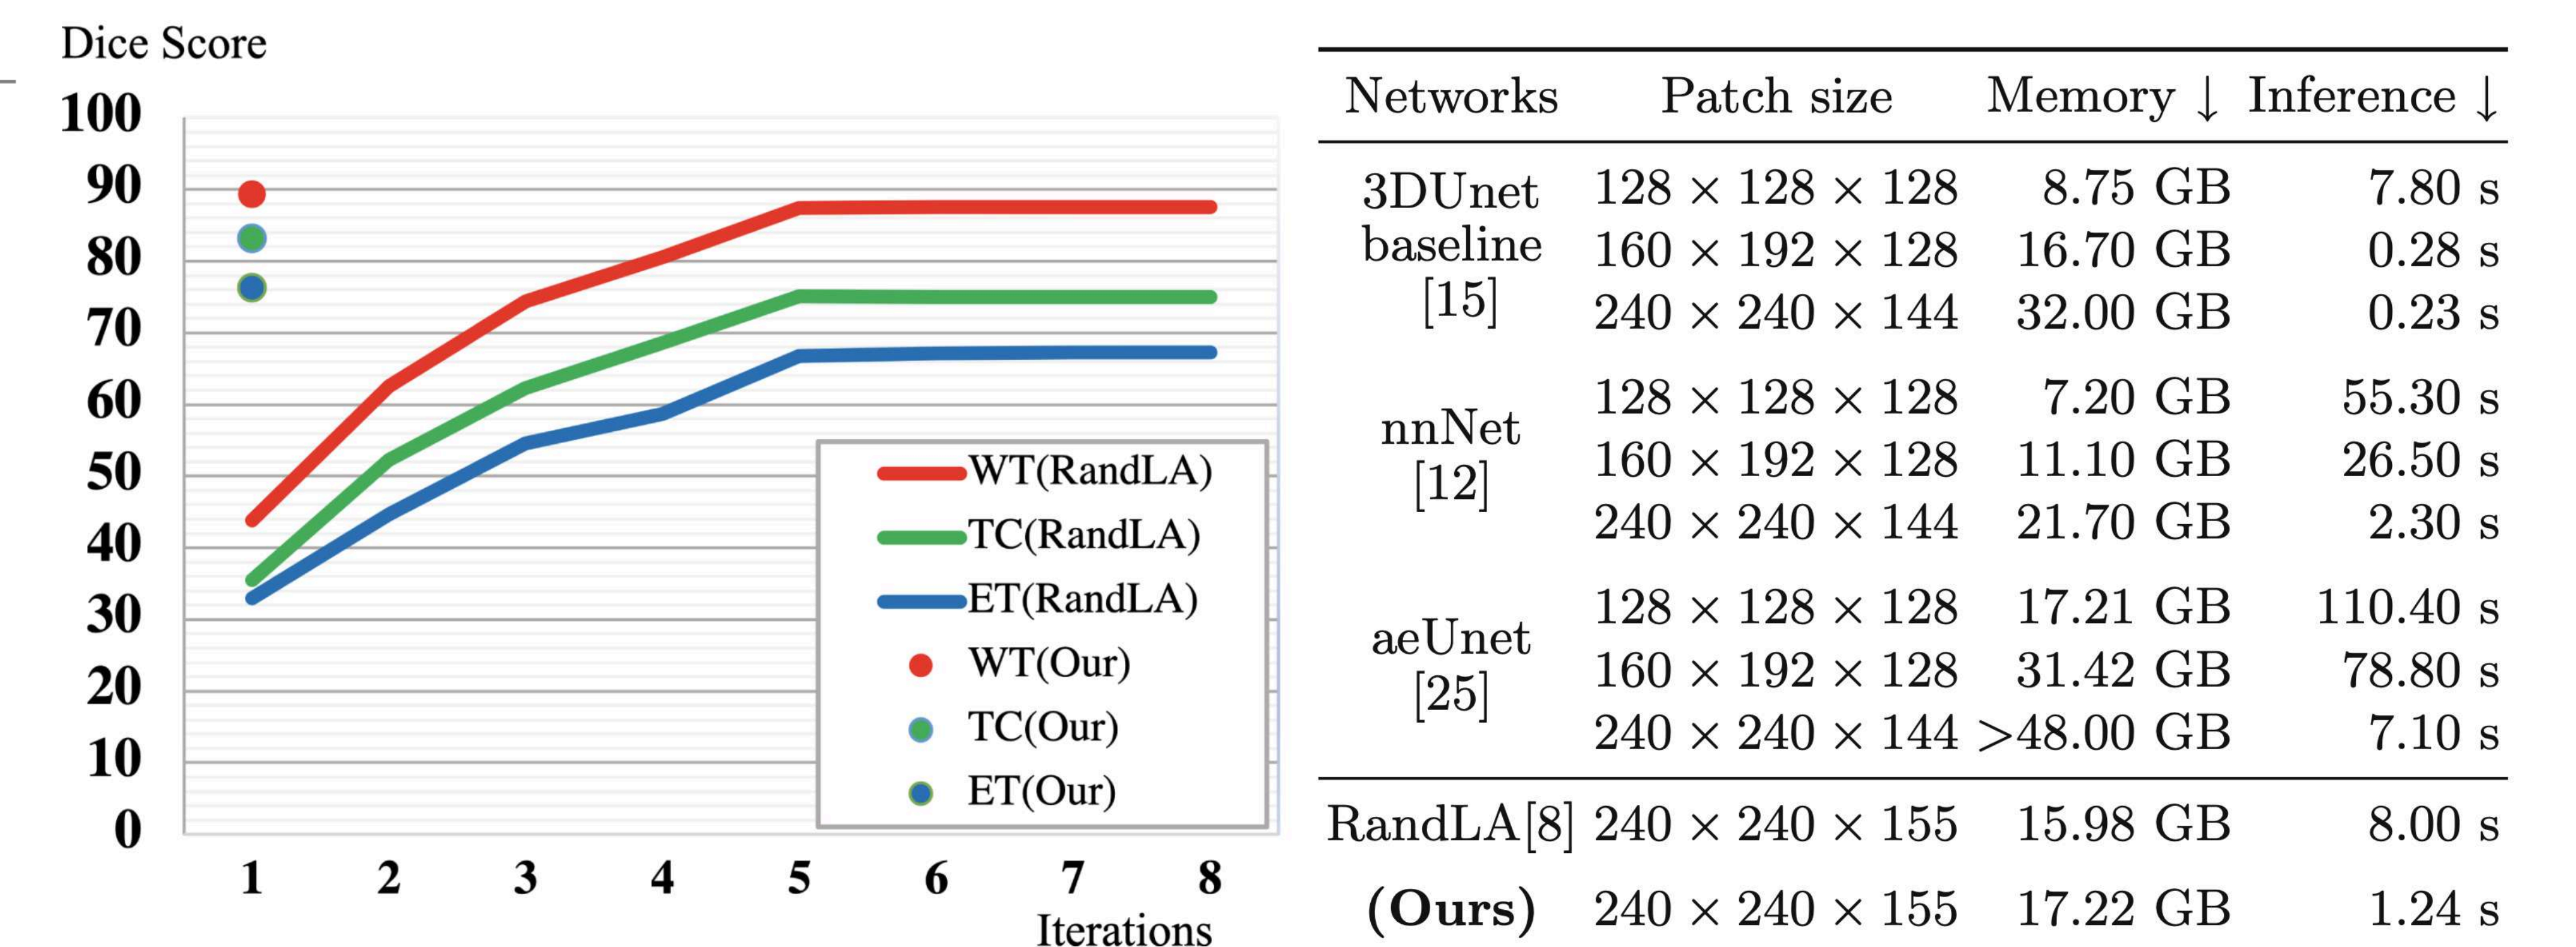 Dice Score
100
90
80
70
60
50
40
30
20
10
0
1 2 3 4 5 6 7 8
Iterations
WT(RandLA)
TC(RandLA)
ET(RandLA)
WT(Our)
TC(Our)
ET(Our)
Networks Patch size Memory ↓ Inference ↓
3DUnet baseline [15]
128 × 128 × 128 8.75 GB 7.80 s
160 × 192 × 128 16.70 GB 0.28 s
240 × 240 × 144 32.00 GB 0.23 s
nnNet [12]
128 × 128 × 128 7.20 GB 55.30 s
160 × 192 × 128 11.10 GB 26.50 s
240 × 240 × 144 21.70 GB 2.30 s
aeUnet [25]
128 × 128 × 128 17.21 GB 110.40 s
160 × 192 × 128 31.42 GB 78.80 s
240 × 240 × 144 >48.00 GB 7.10 s
RandLA[8] 240 × 240 × 155 15.98 GB 8.00 s
(Ours) 240 × 240 × 155 17.22 GB 1.24 s